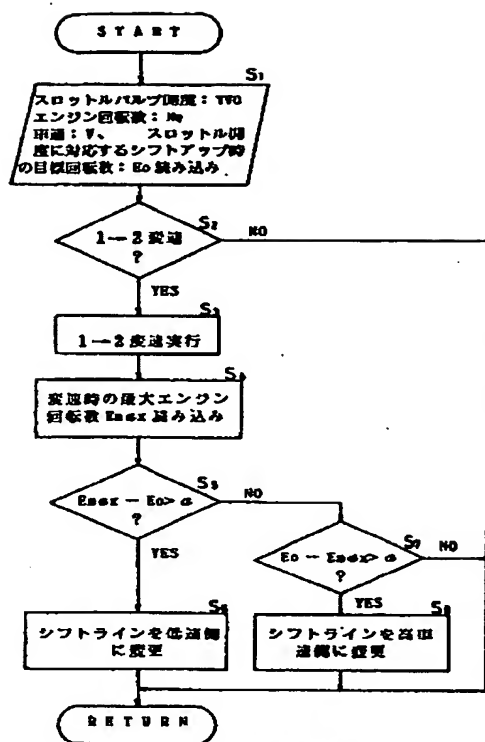 START
S1
スロットルバルブ開度:TVO
エンジン回転数:Ne
車速:V、 スロットル開
度に対応するシフトアップ時
の目標回転数:Eo読み込み
S2
1→2変速
?
NO
YES
S3
1→2変速実行
S4
変速時の最大エンジン
回転数Emax読み込み
S5
Emax-Eo>α
?
NO
YES
S7
Eo-Emax>α
?
NO
YES
S6
シフトラインを低速側
に変更
S8
シフトラインを高車
速側に変更
RETURN